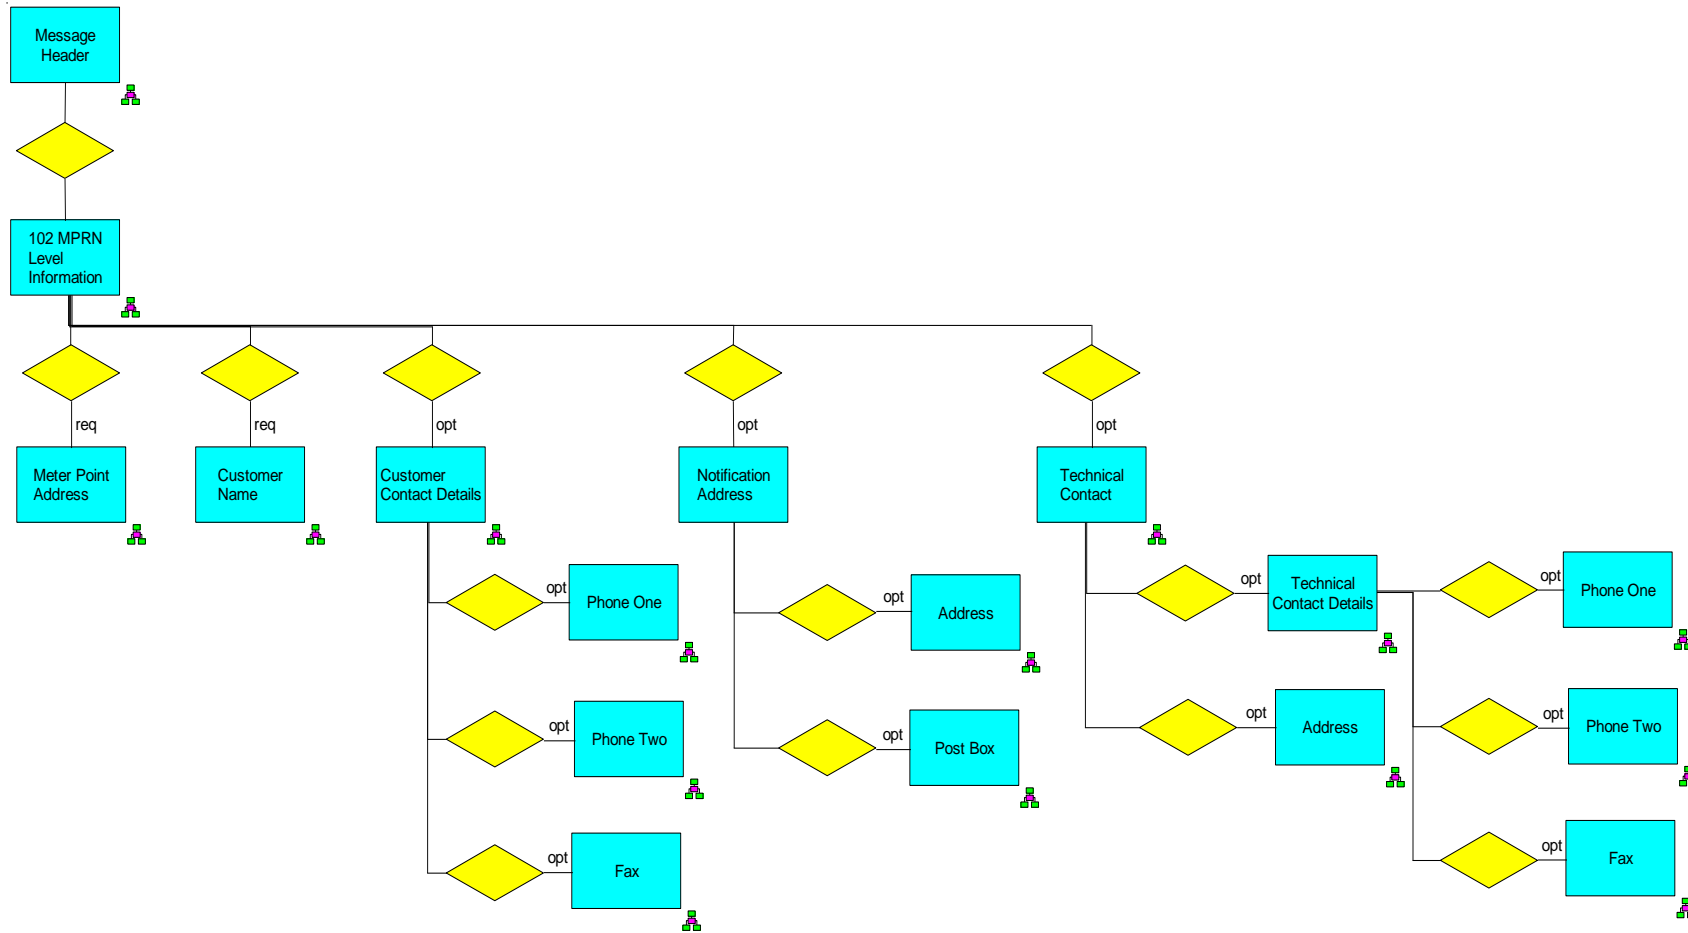 Message
Header
102 MPRN
Level
Information
req
req
opt
opt
opt
Meter Point
Address
Customer
Name
Customer
Contact Details
Notification
Address
Technical
Contact
opt
Phone One
opt
Address
opt
Technical
Contact Details
opt
Phone One
opt
Phone Two
opt
Post Box
opt
Address
opt
Phone Two
opt
Fax
opt
Fax